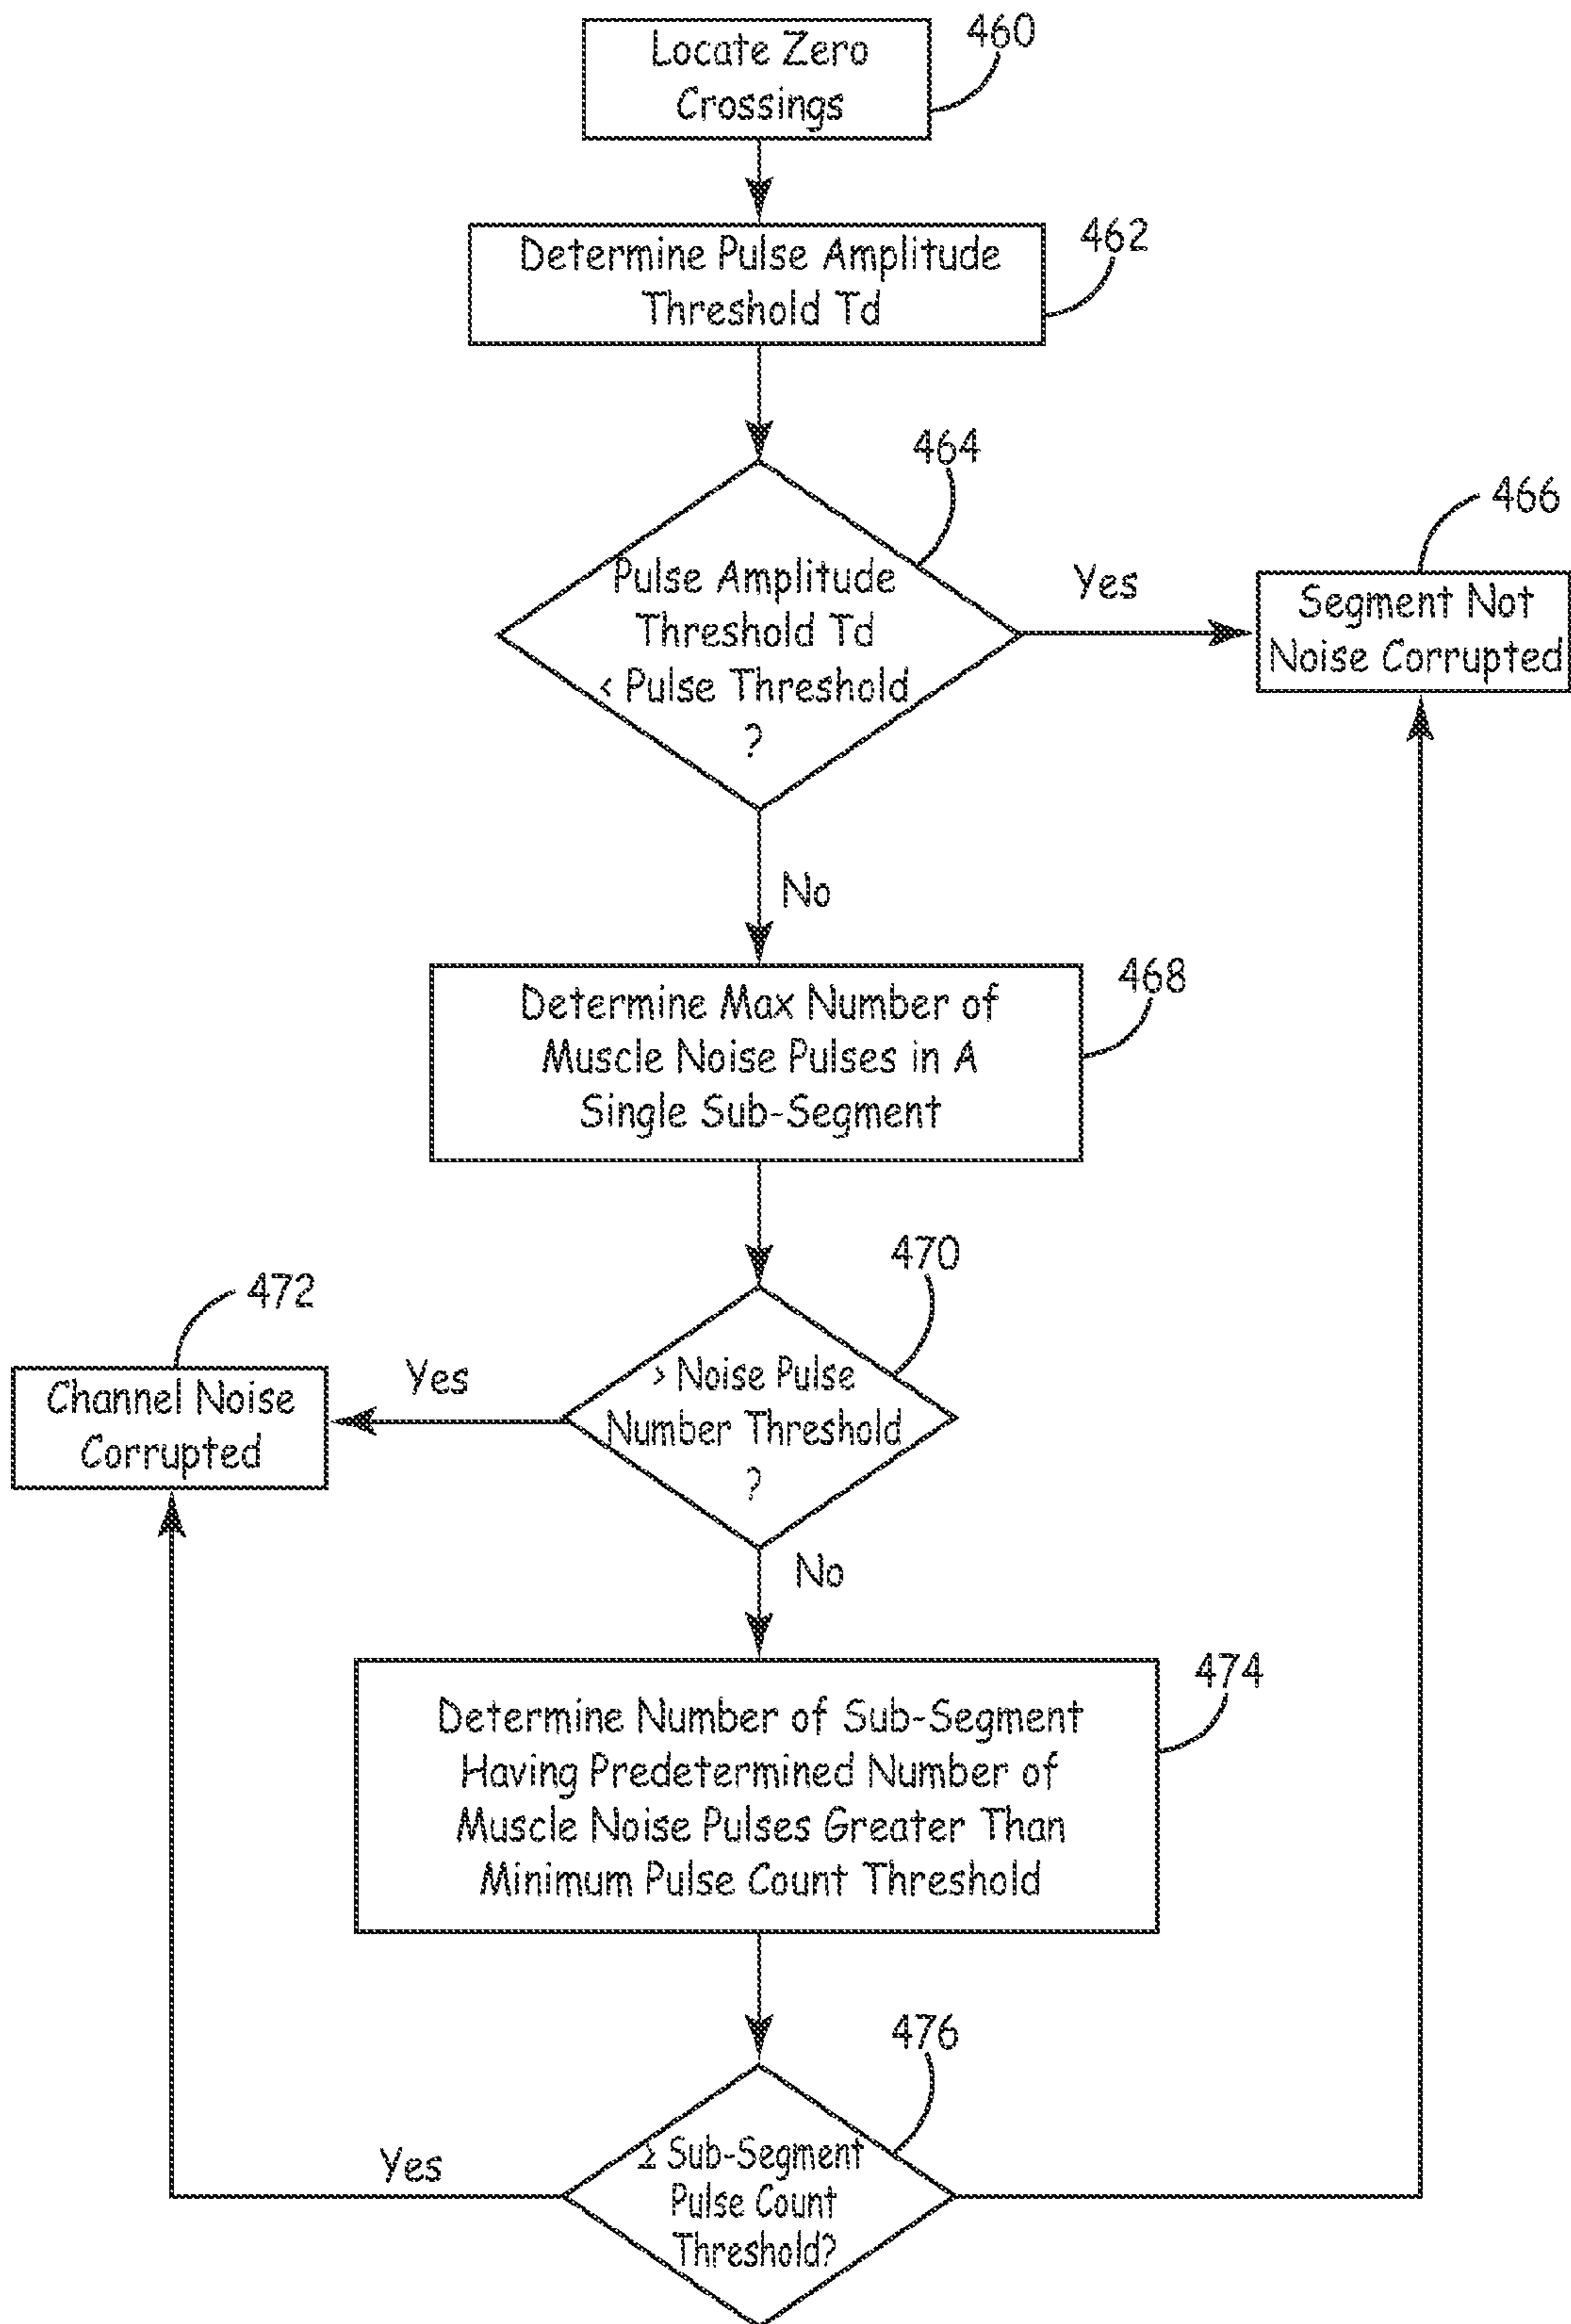 Locate Zero
Crossings
460
Determine Pulse Amplitude
Threshold Td
462
464
Pulse Amplitude
Threshold Td
< Pulse Threshold
?
Yes
466
Segment Not
Noise Corrupted
No
468
Determine Max Number of
Muscle Noise Pulses in A
Single Sub-Segment
470
> Noise Pulse
Number Threshold
?
Yes
472
Channel Noise
Corrupted
No
474
Determine Number of Sub-Segment
Having Predetermined Number of
Muscle Noise Pulses Greater Than
Minimum Pulse Count Threshold
476
≥ Sub-Segment
Pulse Count
Threshold?
Yes